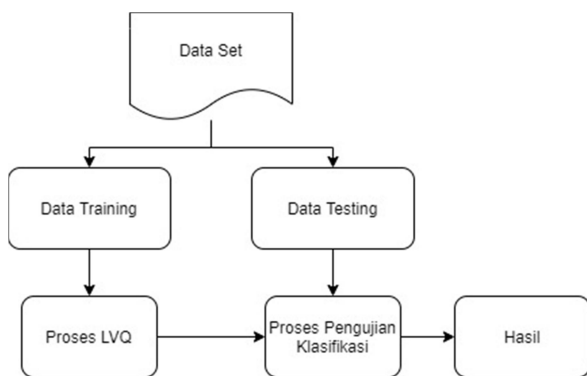 Data Set
Data Training
Data Testing
Proses LVQ
Proses Pengujian
Klasifikasi
Hasil